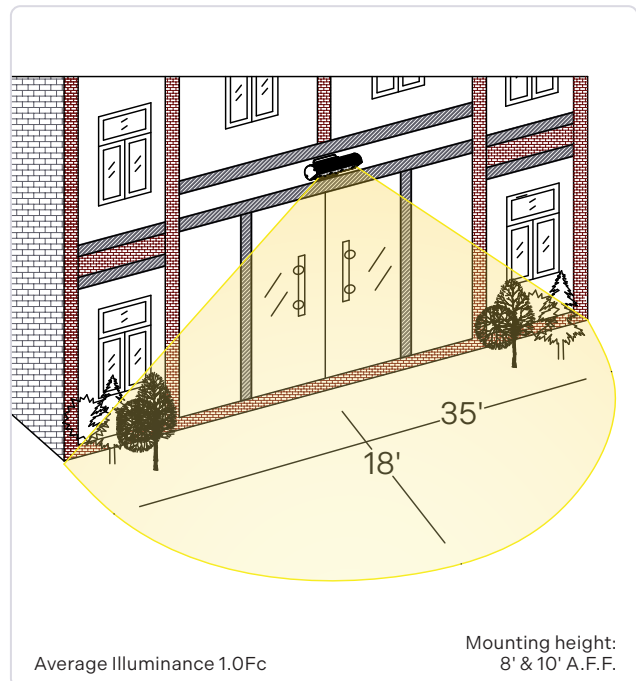 35'
18'
Average Illuminance 1.0Fc
Mounting height:
8' & 10' A.F.F.